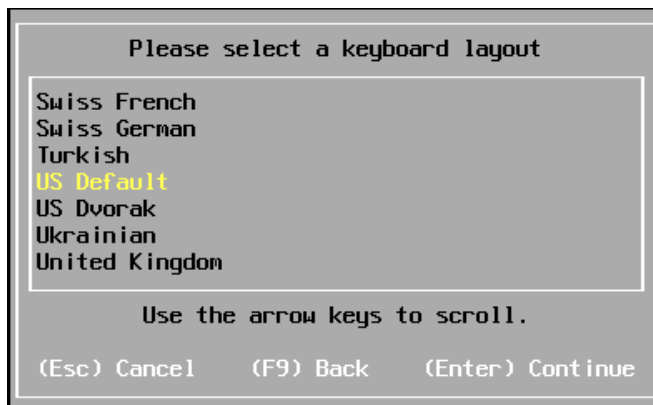 Please select a keyboard layout
Swiss French
Swiss German
Turkish
US Default
US Dvorak
Ukrainian
United Kingdom
Use the arrow keys to scroll.
(Esc) Cancel (F9) Back (Enter) Continue